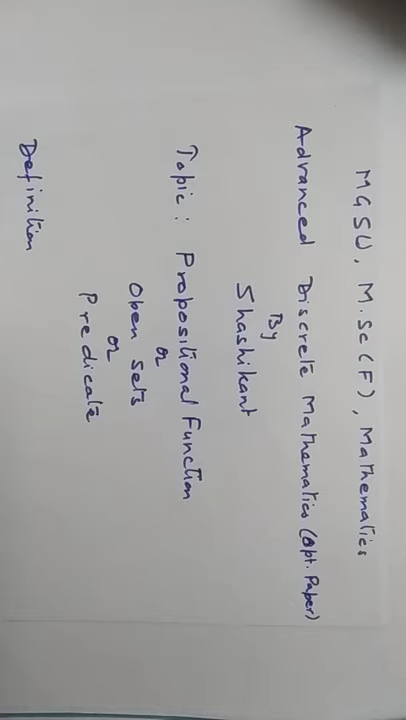 MGSU, M.Sc(F), Mathematics
Advanced Discrete Mathematics (Opt. Paper)
By
Shashikant
Topic: Propositional Function
or
Open Sets
or
Predicate
Definition